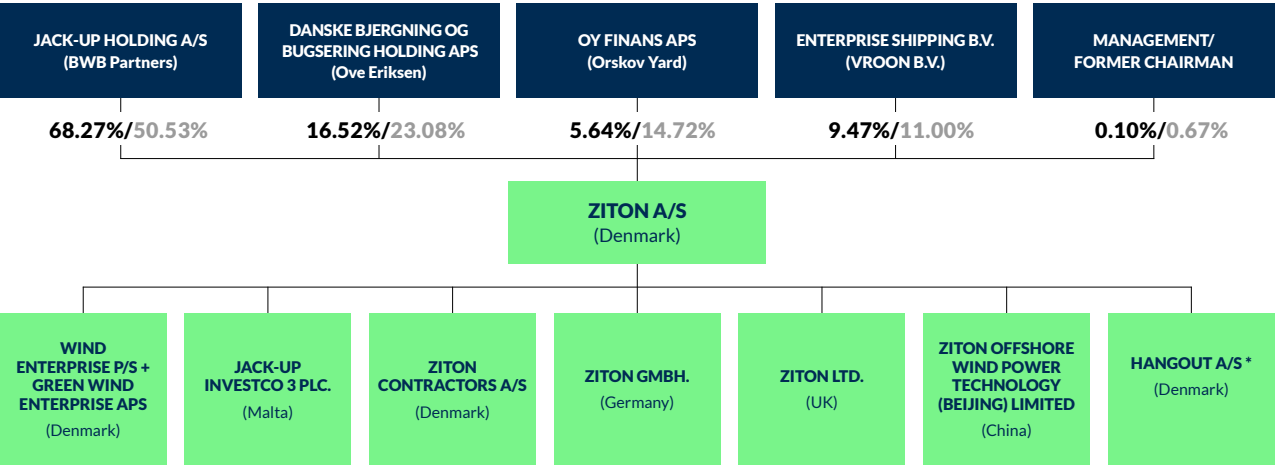 JACK-UP HOLDING A/S
(BWB Partners)
DANSKE BJERGNING OG
BUGSERING HOLDING APS
(Ove Eriksen)
OY FINANS APS
(Orskov Yard)
ENTERPRISE SHIPPING B.V.
(VROON B.V.)
MANAGEMENT/
FORMER CHAIRMAN
68.27%/50.53%
16.52%/23.08%
5.64%/14.72%
9.47%/11.00%
0.10%/0.67%
ZITON A/S
(Denmark)
WIND
ENTERPRISE P/S +
GREEN WIND
ENTERPRISE APS
(Denmark)
JACK-UP
INVESTCO 3 PLC.
(Malta)
ZITON
CONTRACTORS A/S
(Denmark)
ZITON GMBH.
(Germany)
ZITON LTD.
(UK)
ZITON OFFSHORE
WIND POWER
TECHNOLOGY
(BEIJING) LIMITED
(China)
HANGOUT A/S *
(Denmark)